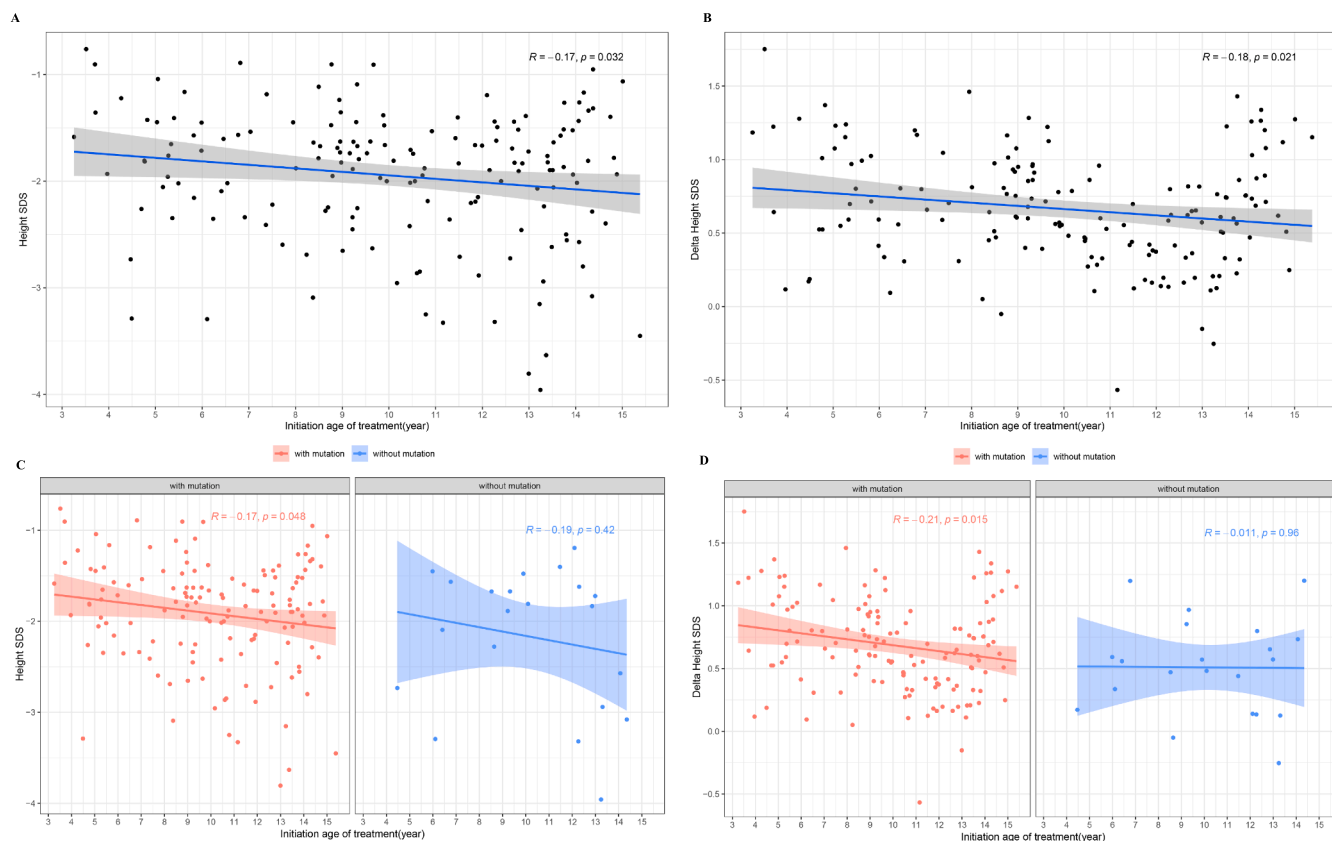 A
R = −0.17, p = 0.032
Height SDS
−1
−2
−3
−4
3 4 5 6 7 8 9 10 11 12 13 14 15
Initiation age of treatment(year)
B
R = −0.18, p = 0.021
Delta Height SDS
1.5
1.0
0.5
0.0
−0.5
3 4 5 6 7 8 9 10 11 12 13 14 15
Initiation age of treatment(year)
with mutation without mutation
C
with mutation without mutation
R = −0.17, p = 0.048
R = −0.19, p = 0.42
Height SDS
−1
−2
−3
−4
3 4 5 6 7 8 9 10 11 12 13 14 15 3 4 5 6 7 8 9 10 11 12 13 14 15
Initiation age of treatment(year)
with mutation without mutation
D
with mutation without mutation
R = −0.21, p = 0.015
R = −0.011, p = 0.96
Delta Height SDS
1.5
1.0
0.5
0.0
−0.5
3 4 5 6 7 8 9 10 11 12 13 14 15 3 4 5 6 7 8 9 10 11 12 13 14 15
Initiation age of treatment(year)